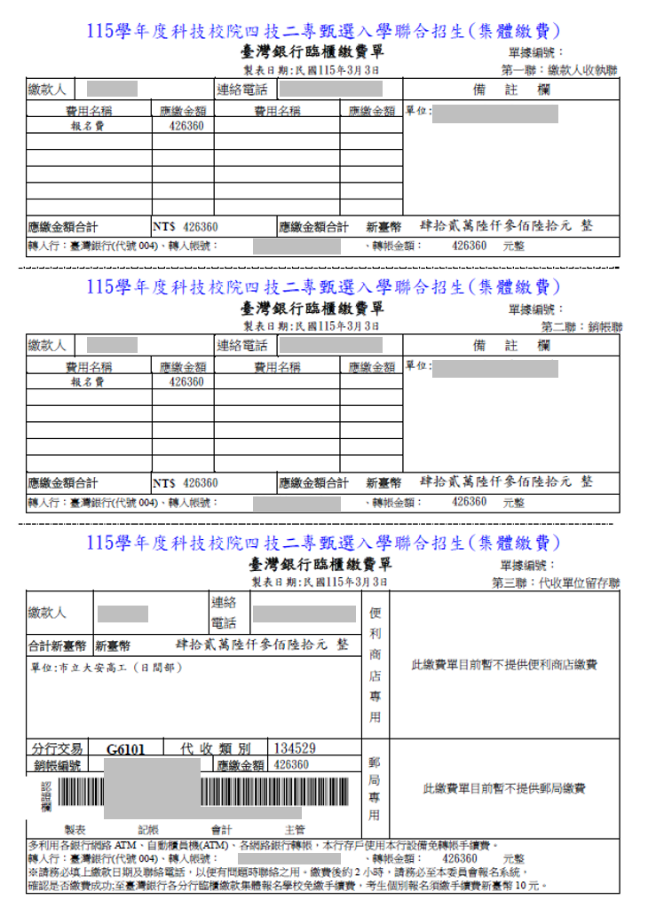 115學年度科技校院四技二專甄選入學聯合招生(集體繳費)
臺灣銀行臨櫃繳費單 單據編號：
製表日期:民國115年3月3日 第一聯：繳款人收執聯
繳款人 連絡電話 備 註 欄
費用名稱 應繳金額 費用名稱 應繳金額 單位:
報名費 426360
應繳金額合計 NT$ 426360 應繳金額合計 新臺幣 肆拾貳萬陸仟參佰陸拾元 整
轉入行：臺灣銀行(代號 004)、轉入帳號： 、轉帳金額： 426360 元整
115學年度科技校院四技二專甄選入學聯合招生(集體繳費)
臺灣銀行臨櫃繳費單 單據編號：
製表日期:民國115年3月3日 第二聯：銷帳聯
繳款人 連絡電話 備 註 欄
費用名稱 應繳金額 費用名稱 應繳金額 單位:
報名費 426360
應繳金額合計 NT$ 426360 應繳金額合計 新臺幣 肆拾貳萬陸仟參佰陸拾元 整
轉入行：臺灣銀行(代號 004)、轉入帳號： 、轉帳金額： 426360 元整
115學年度科技校院四技二專甄選入學聯合招生(集體繳費)
臺灣銀行臨櫃繳費單 單據編號：
製表日期:民國115年3月3日 第三聯：代收單位留存聯
繳款人 連絡電話 便利商店專用 此繳費單目前暫不提供便利商店繳費
合計新臺幣 新臺幣 肆拾貳萬陸仟參佰陸拾元 整
單位:市立大安高工（日間部）
分行交易 G6101 代 收 類 別 134529 郵局專用 此繳費單目前暫不提供郵局繳費
銷帳編號 應繳金額 426360
認證欄
製表 記帳 會計 主管
多利用各銀行網路 ATM、自動櫃員機(ATM)、各網路銀行轉帳，本行存戶使用本行設備免轉帳手續費。
轉入行：臺灣銀行(代號 004)、轉入帳號： 、轉帳金額： 426360 元整
※請務必填上繳款日期及聯絡電話，以便有問題時聯絡之用。繳費後約 2 小時，請務必至本委員會報名系統，
確認是否繳費成功;至臺灣銀行各分行臨櫃繳款集體報名學校免繳手續費，考生個別報名須繳手續費新臺幣 10 元。